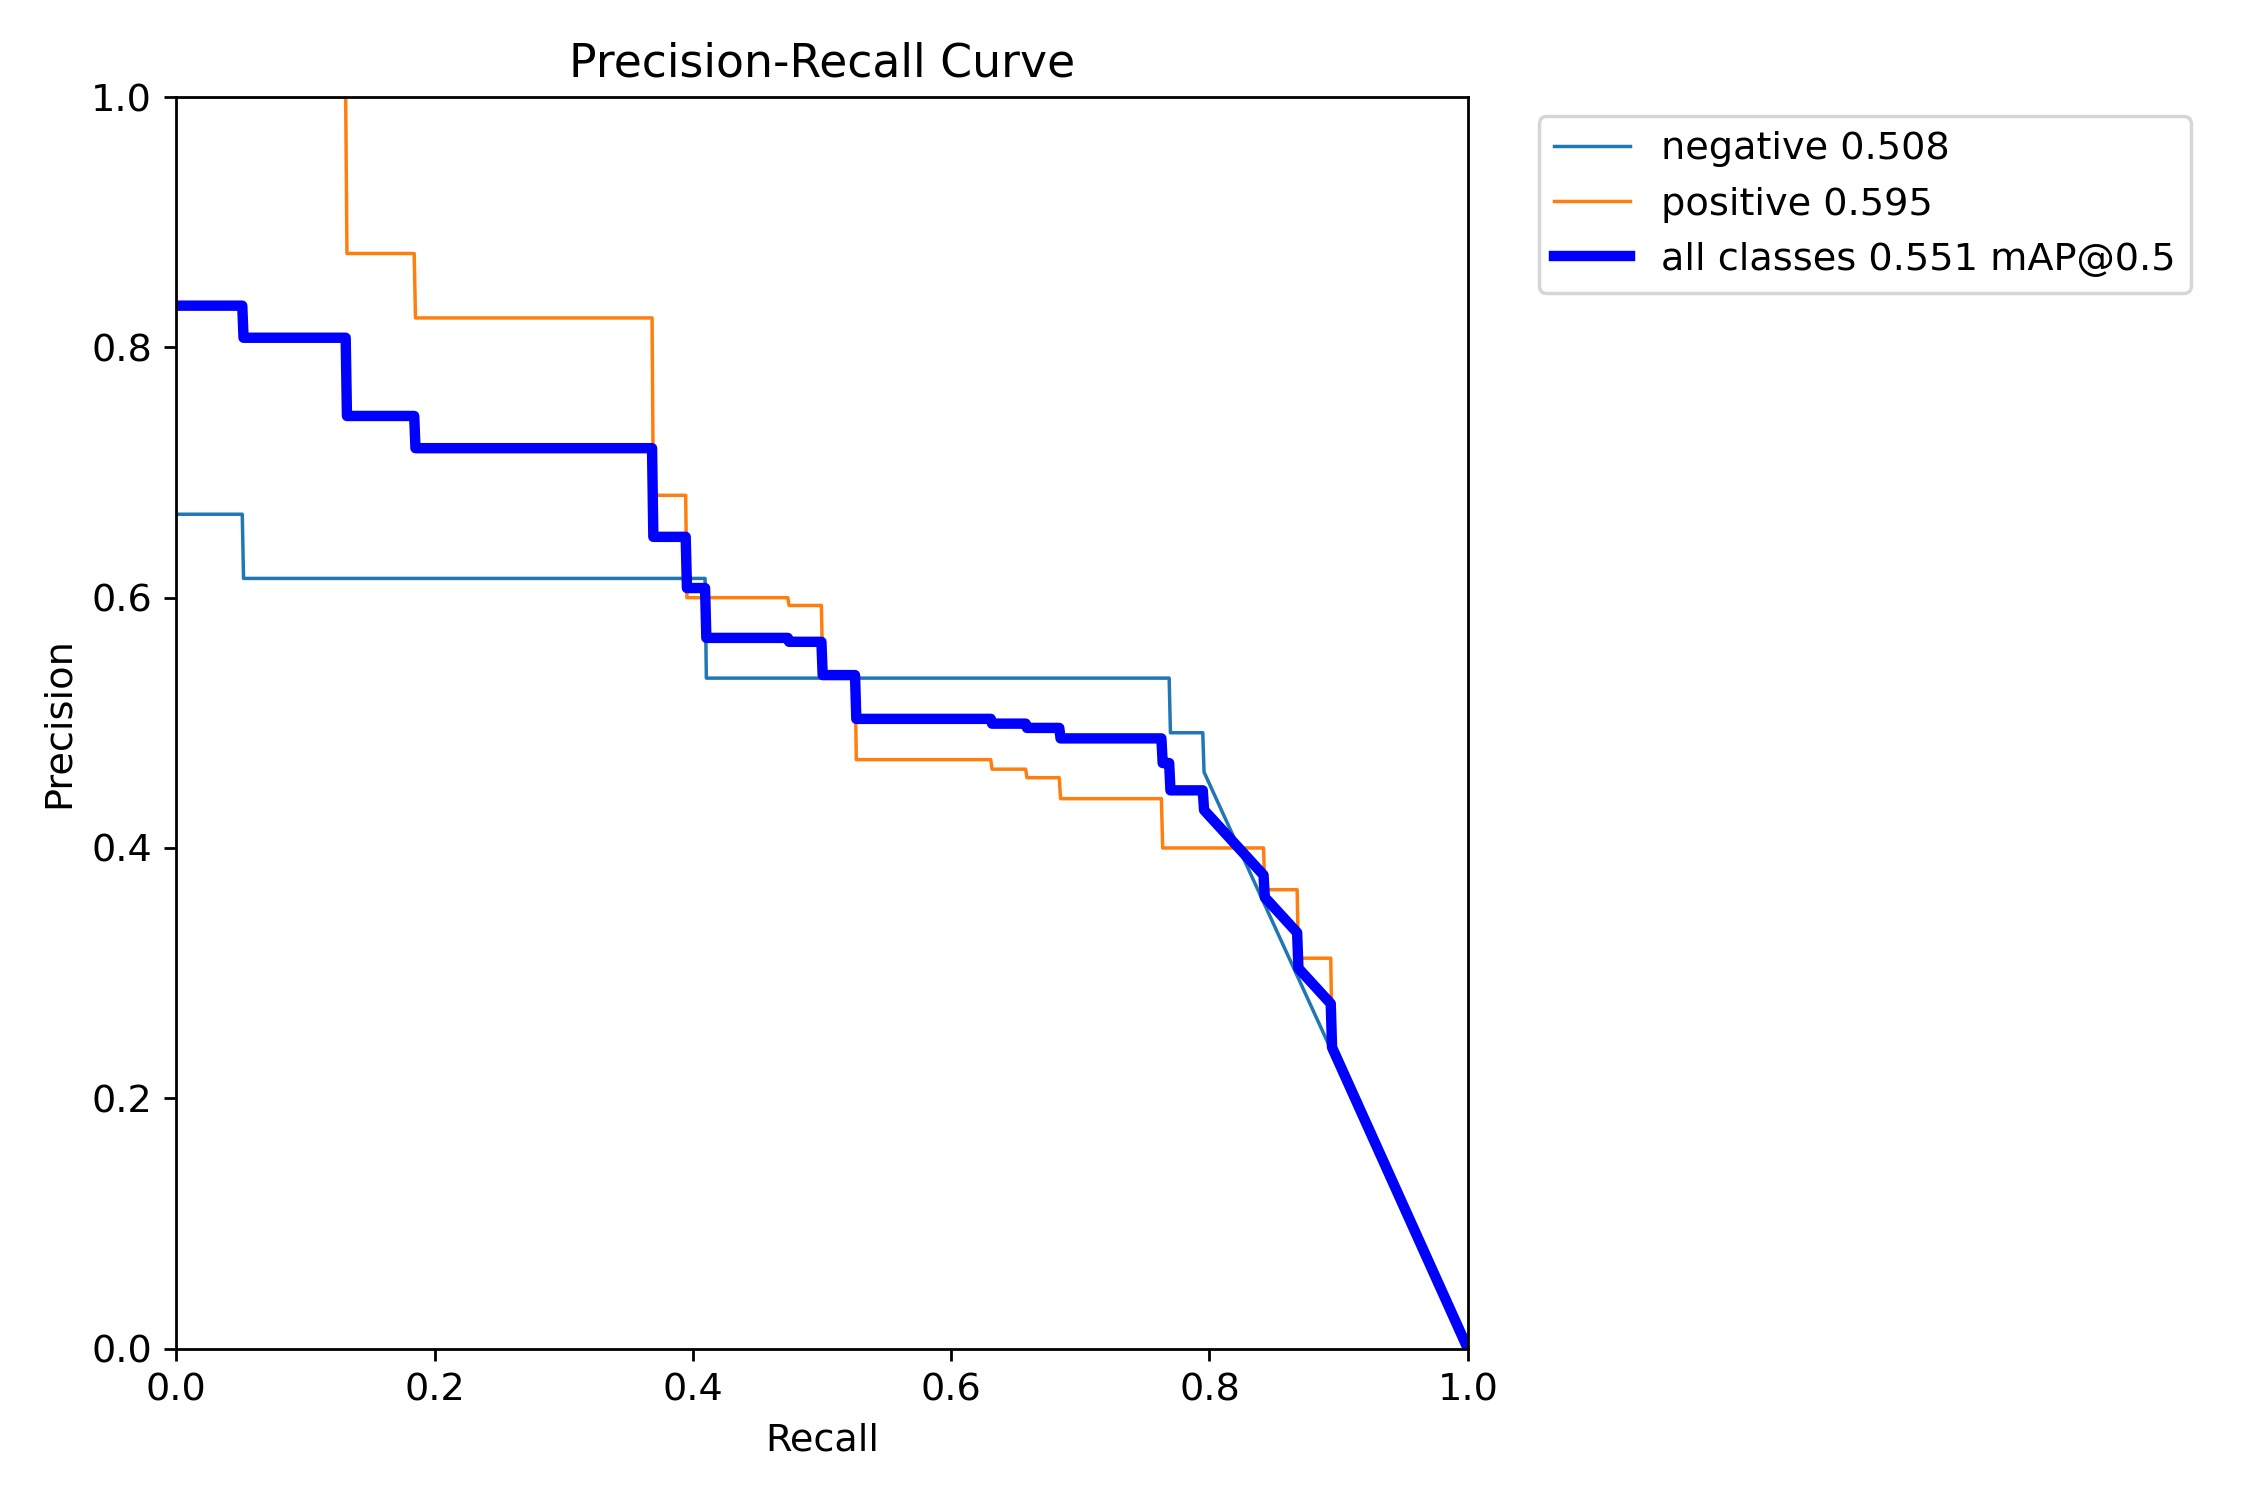 Precision-Recall Curve
1.0
0.8
0.6
0.4
0.2
0.0
Precision
0.0 0.2 0.4 0.6 0.8 1.0
Recall
negative 0.508
positive 0.595
all classes 0.551 mAP@0.5